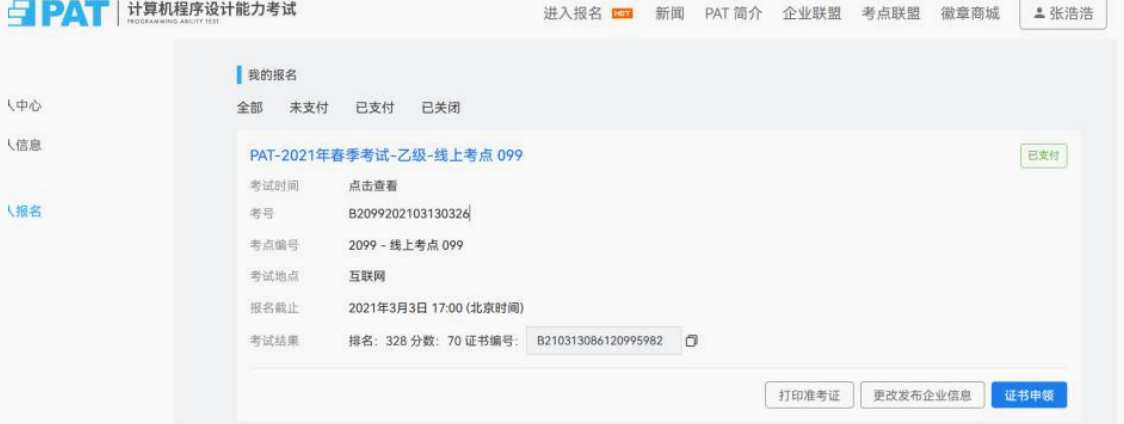 PAT 计算机程序设计能力考试
PROGRAMMING ABILITY TEST
进入报名 HOT 新闻 PAT 简介 企业联盟 考点联盟 徽章商城 张浩浩
我的报名
人中心
全部 未支付 已支付 已关闭
人信息
PAT-2021年春季考试-乙级-线上考点 099 已支付
考试时间 点击查看
人报名
考号 B2099202103130326
考点编号 2099 - 线上考点 099
考试地点 互联网
报名截止 2021年3月3日 17:00 (北京时间)
考试结果 排名: 328 分数: 70 证书编号: B210313086120995982
打印准考证 更改发布企业信息 证书申领